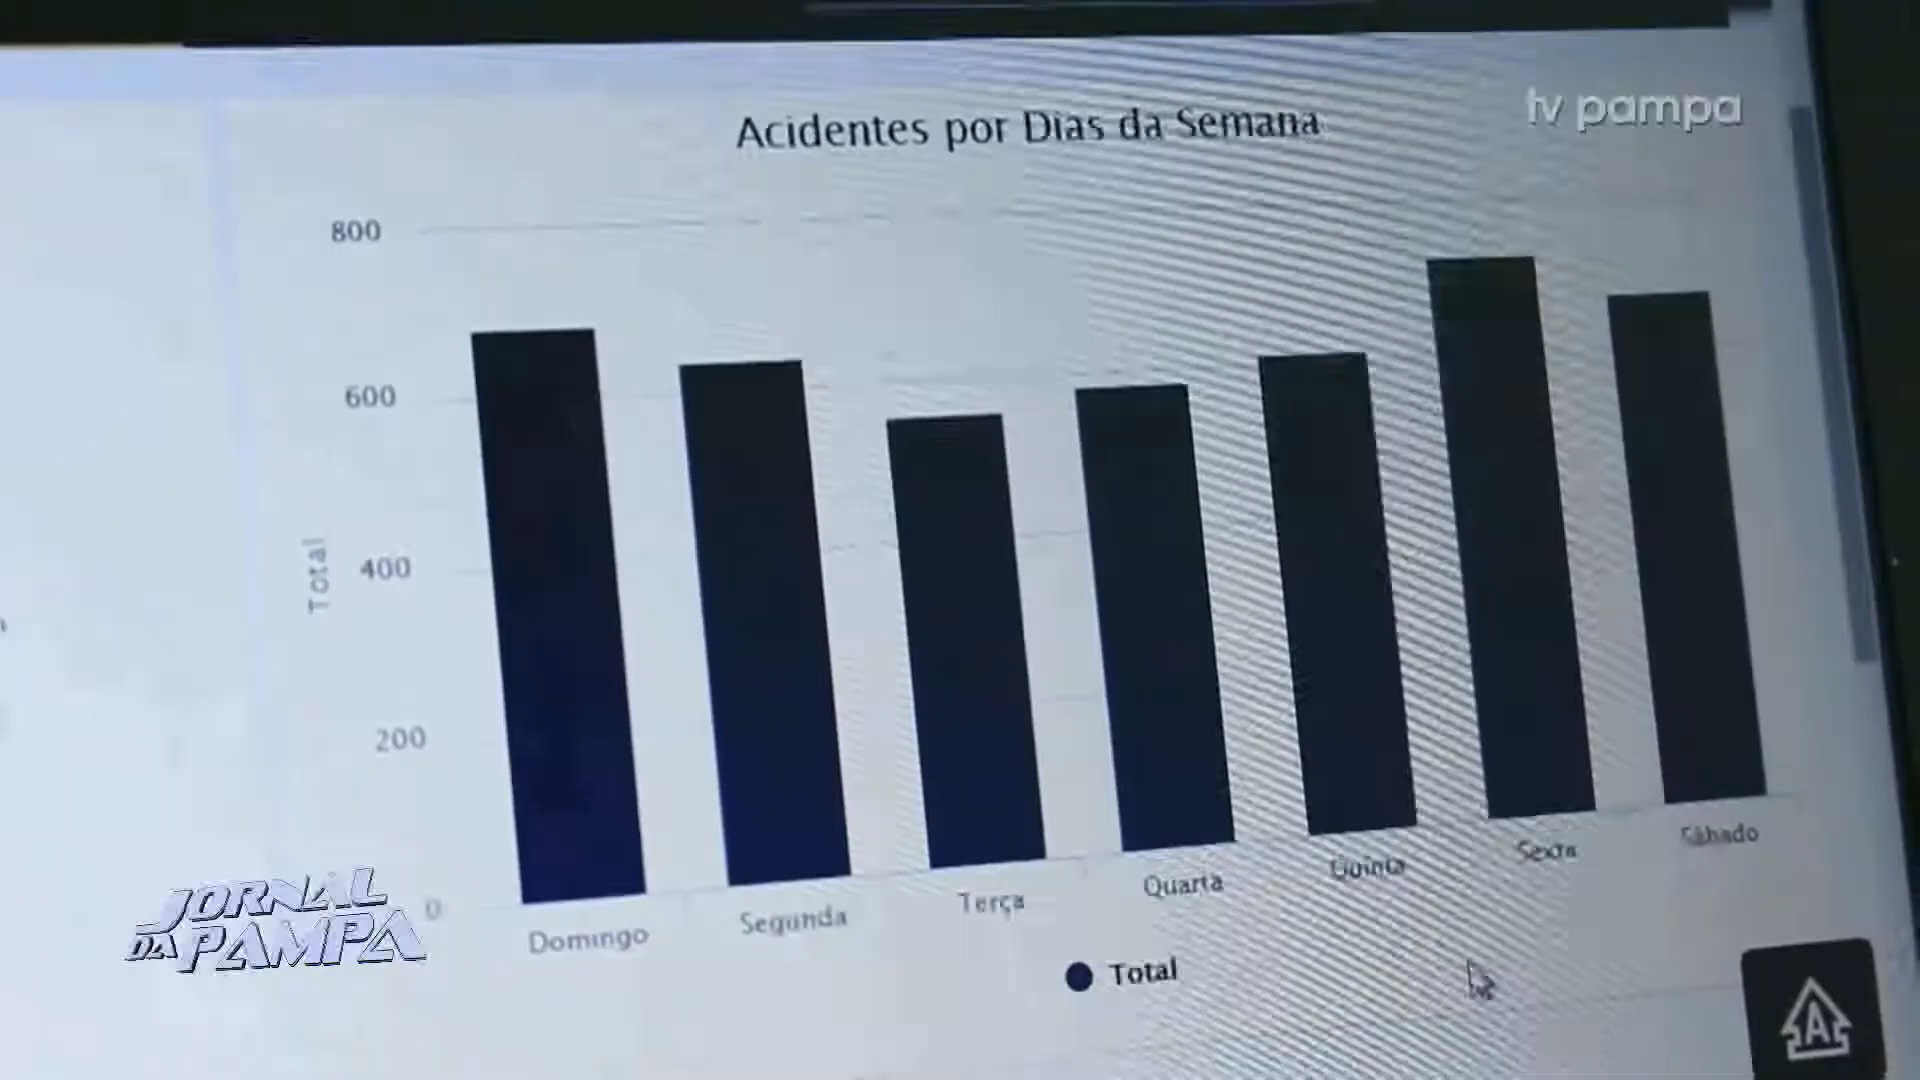 tv pampa
Acidentes por Dias da Semana
800
600
400
200
0
Total
Domingo
Segunda
Terça
Quarta
Quinta
Sexta
Sábado
Total
JORNAL
DA PAMPA
A